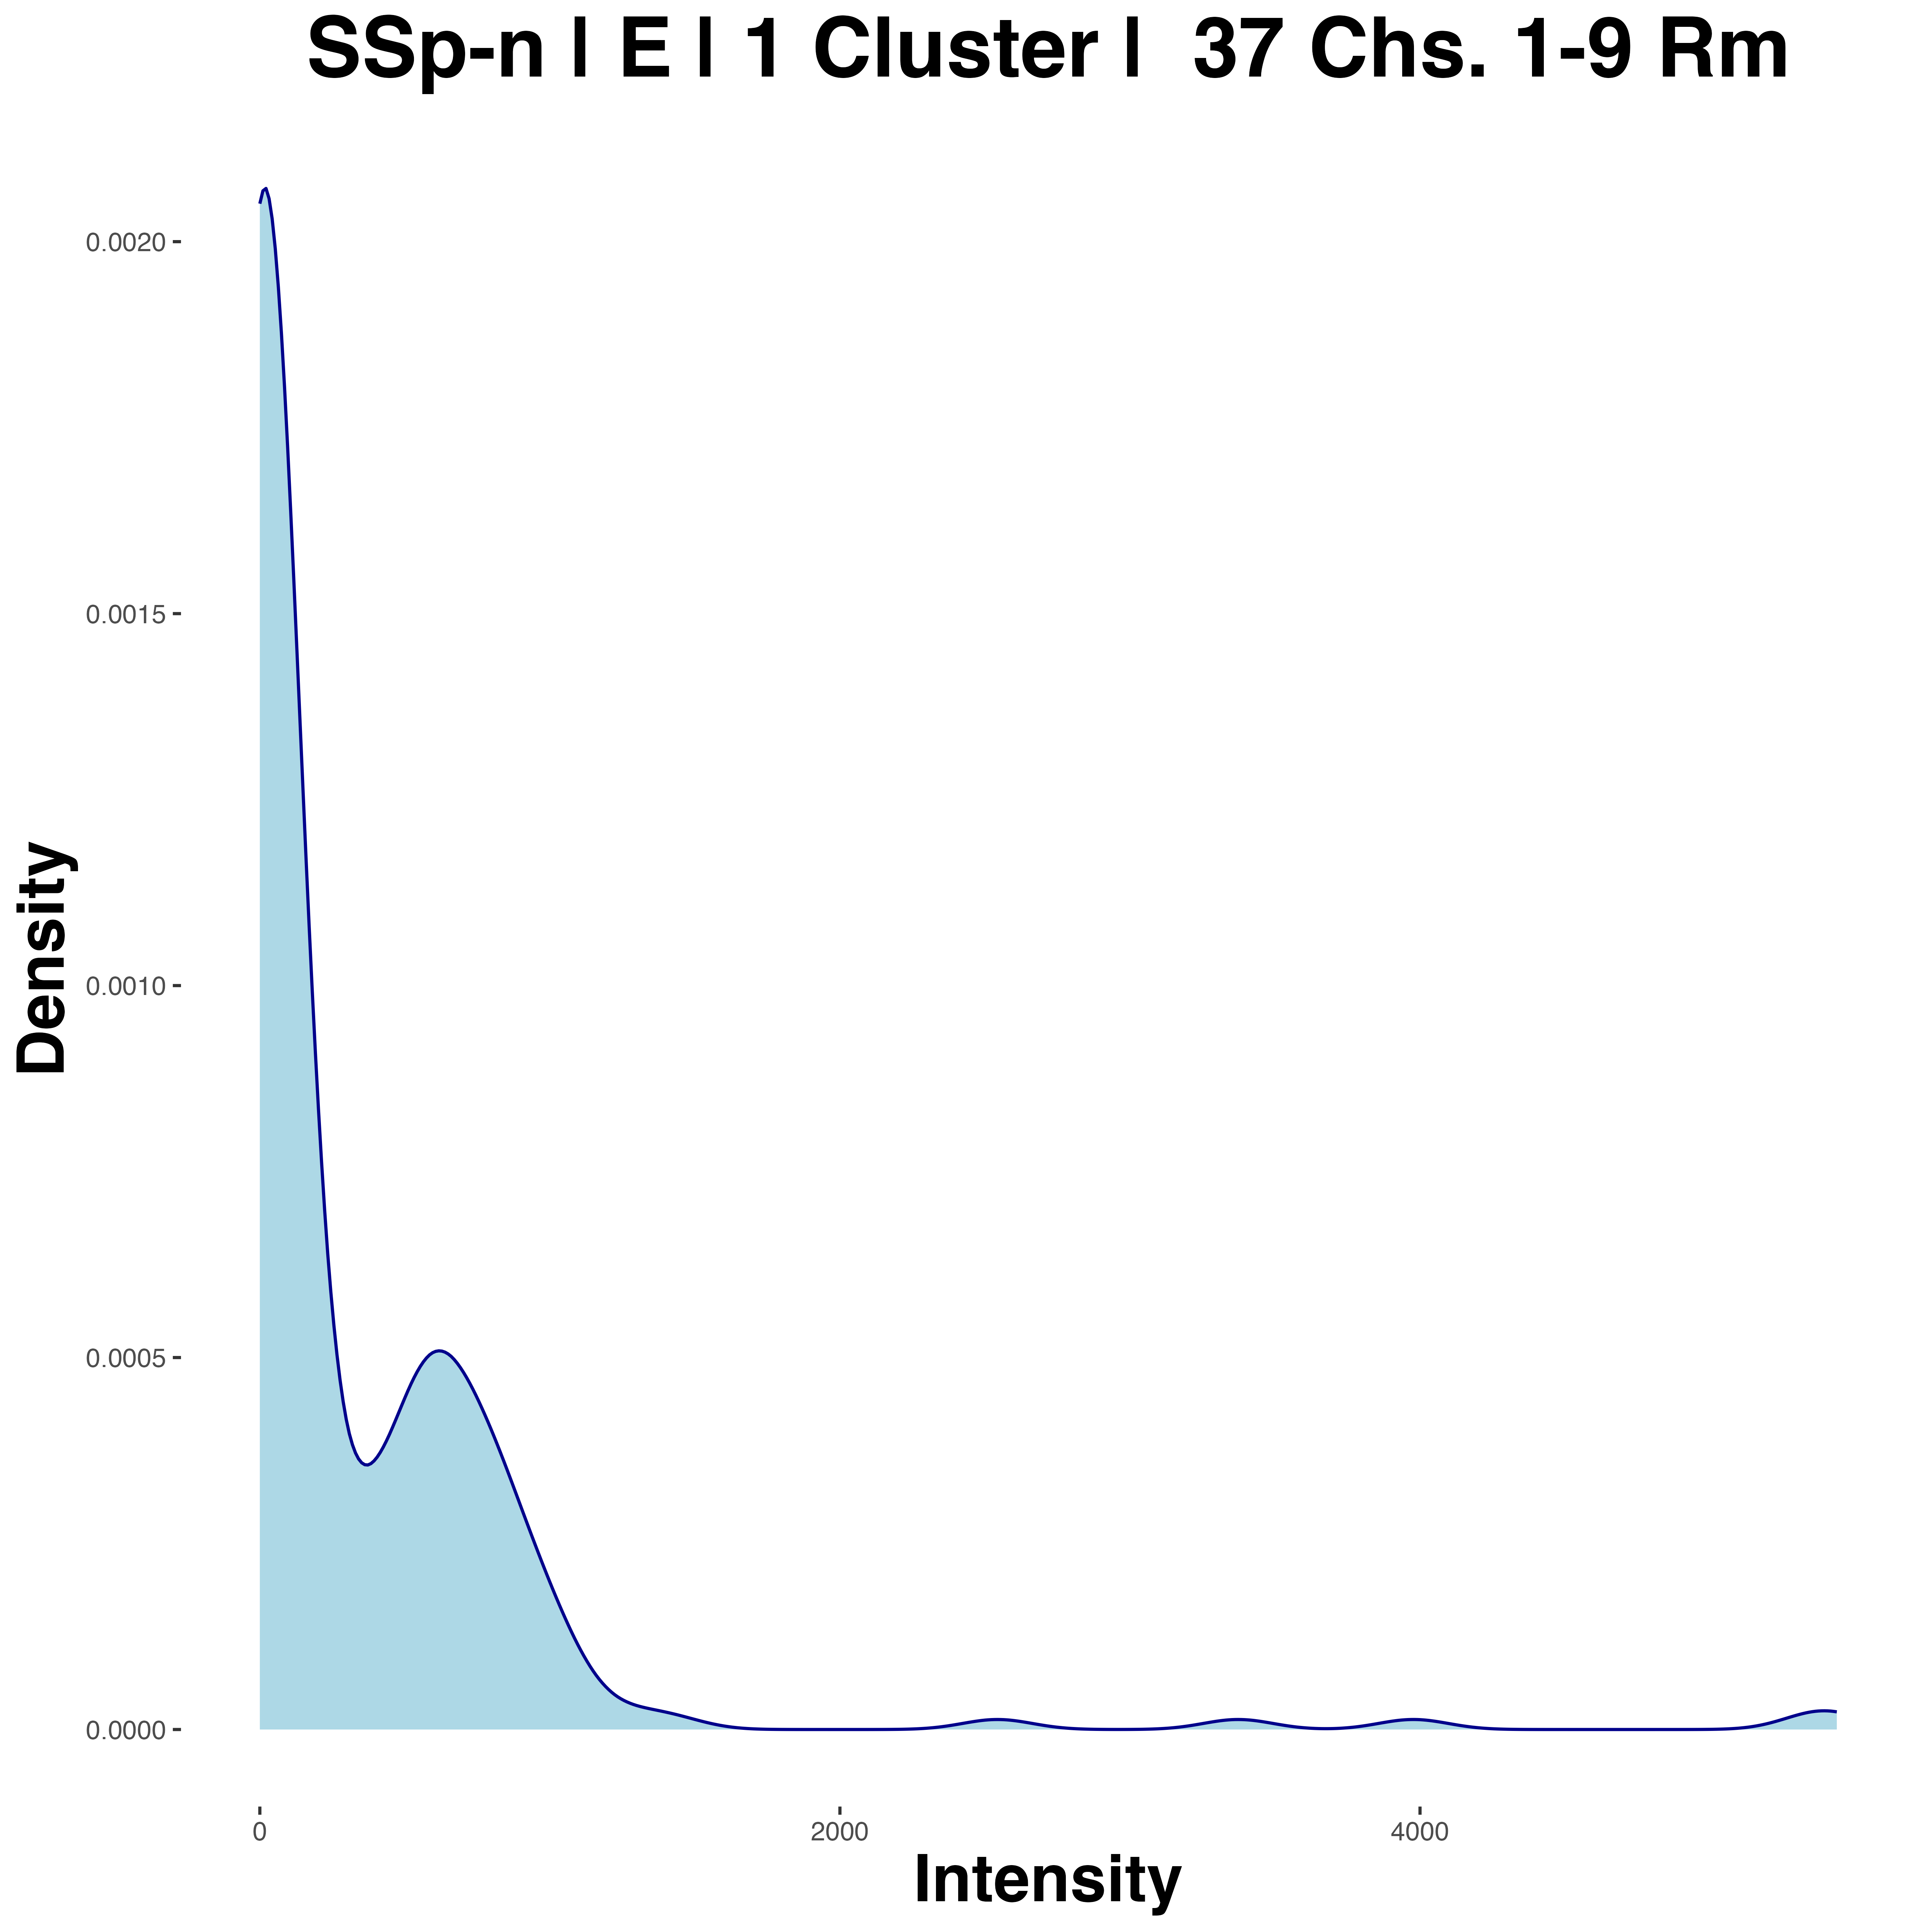 SSp-n | E | 1 Cluster | 37 Chs. 1-9 Rm
0.0020
0.0015
0.0010
0.0005
0.0000
Density
0 2000 4000
Intensity